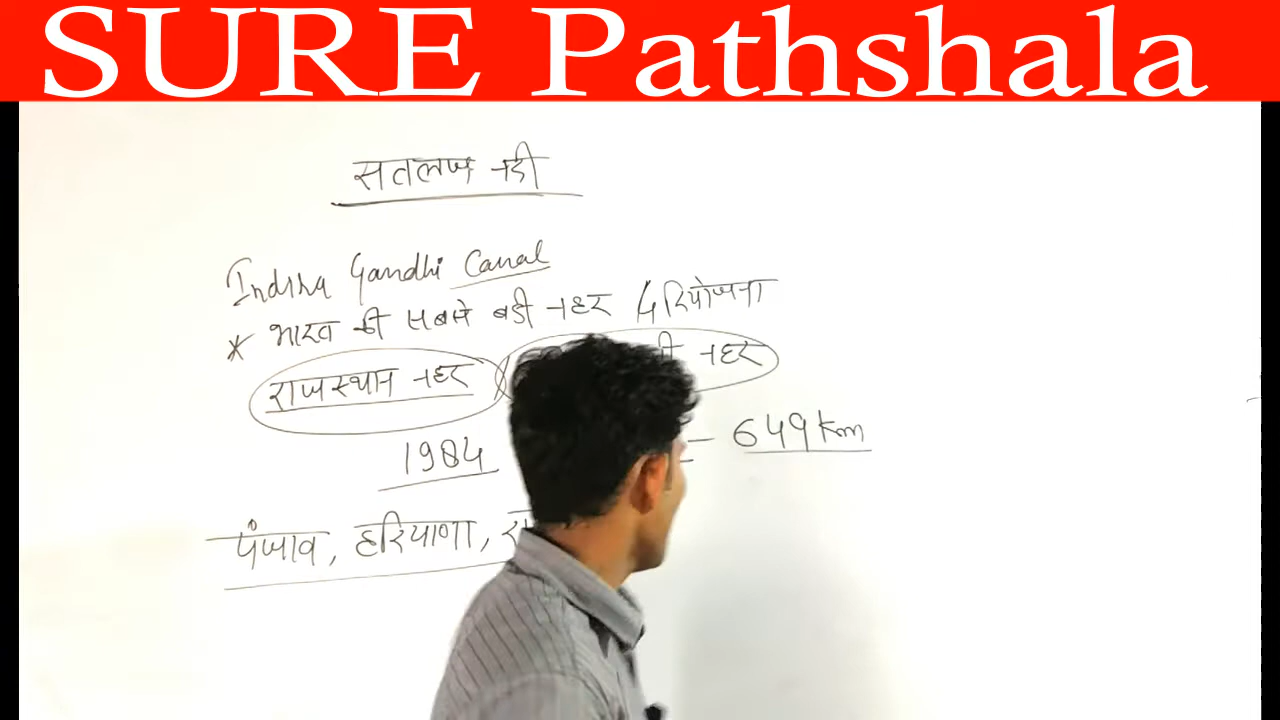 SURE Pathshala
सतलज नदी
Indira Gandhi Canal
* भारत की सबसे बडी नहर परियोजना
राजस्थान नहर नहर
1984 – 649 Km
पंजाव, हरियाणा,